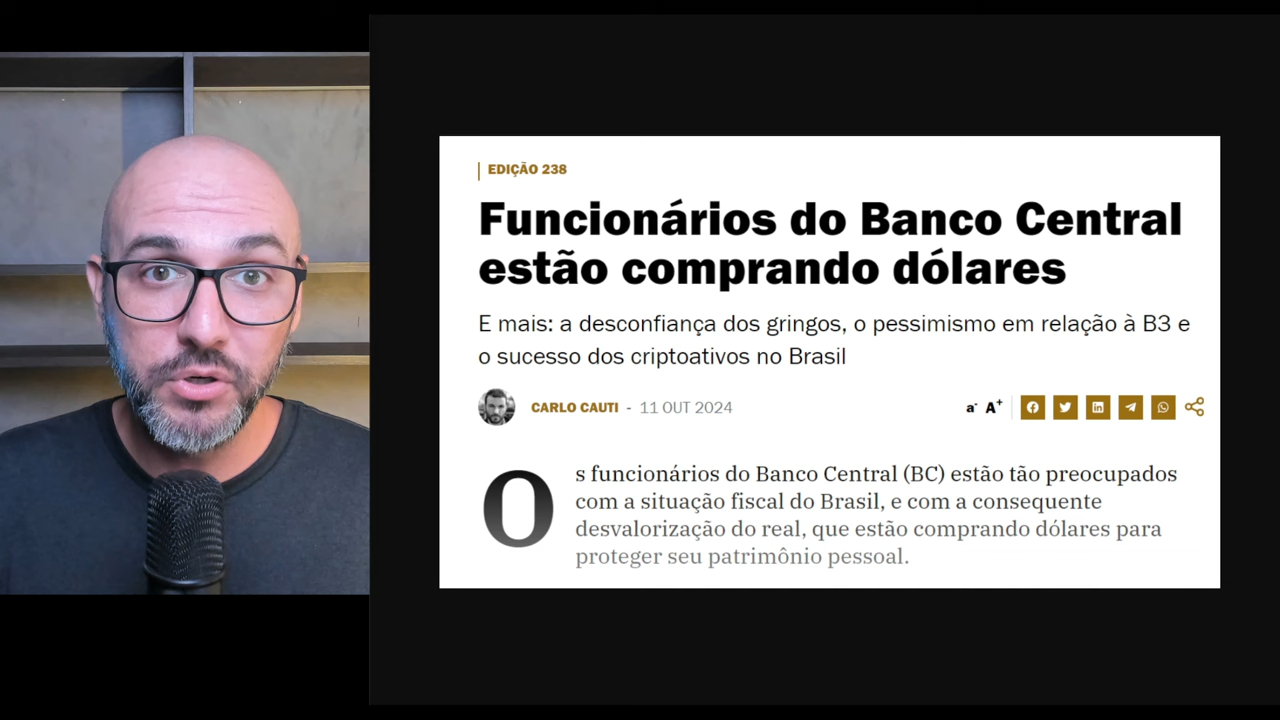 EDIÇÃO 238
Funcionários do Banco Central
estão comprando dólares
E mais: a desconfiança dos gringos, o pessimismo em relação à B3 e
o sucesso dos criptoativos no Brasil
CARLO CAUTI - 11 OUT 2024
a- A+
Os funcionários do Banco Central (BC) estão tão preocupados
com a situação fiscal do Brasil, e com a consequente
desvalorização do real, que estão comprando dólares para
proteger seu patrimônio pessoal.